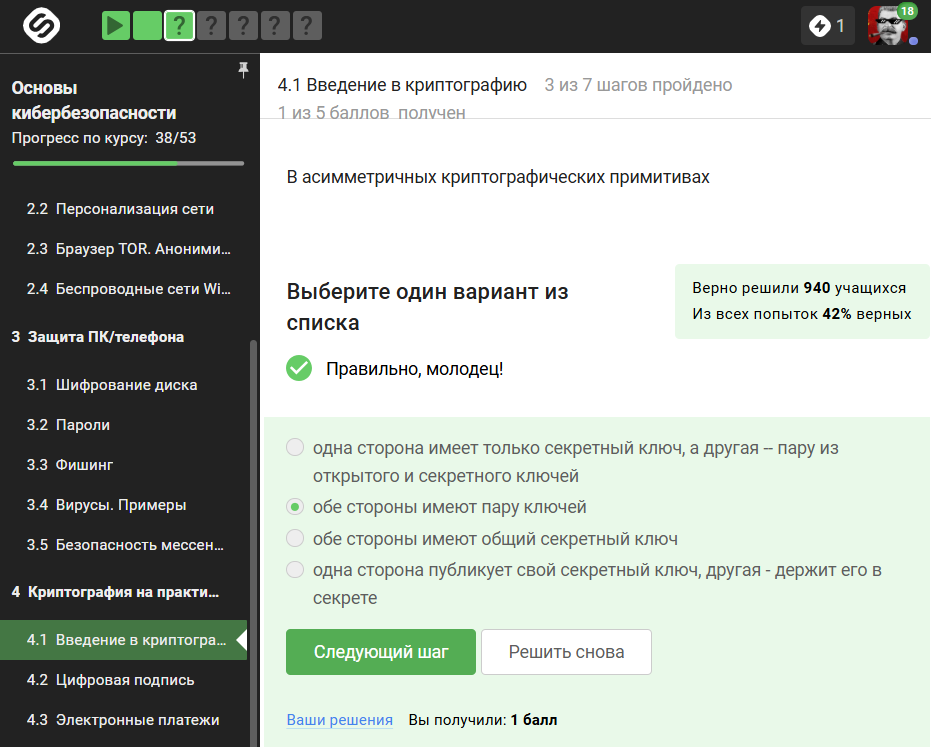 ? ? ? ? ?
1
18
Основы
кибербезопасности
Прогресс по курсу: 38/53
2.2 Персонализация сети
2.3 Браузер TOR. Анонимиз...
2.4 Беспроводные сети Wi...
3 Защита ПК/телефона
3.1 Шифрование диска
3.2 Пароли
3.3 Фишинг
3.4 Вирусы. Примеры
3.5 Безопасность мессен...
4 Криптография на практи...
4.1 Введение в криптогра...
4.2 Цифровая подпись
4.3 Электронные платежи
4.1 Введение в криптографию 3 из 7 шагов пройдено
1 из 5 баллов получен
В асимметричных криптографических примитивах
Выберите один вариант из
списка
Верно решили 940 учащихся
Из всех попыток 42% верных
Правильно, молодец!
одна сторона имеет только секретный ключ, а другая -- пару из
открытого и секретного ключей
обе стороны имеют пару ключей
обе стороны имеют общий секретный ключ
одна сторона публикует свой секретный ключ, другая - держит его в
секрете
Следующий шаг
Решить снова
Ваши решения Вы получили: 1 балл